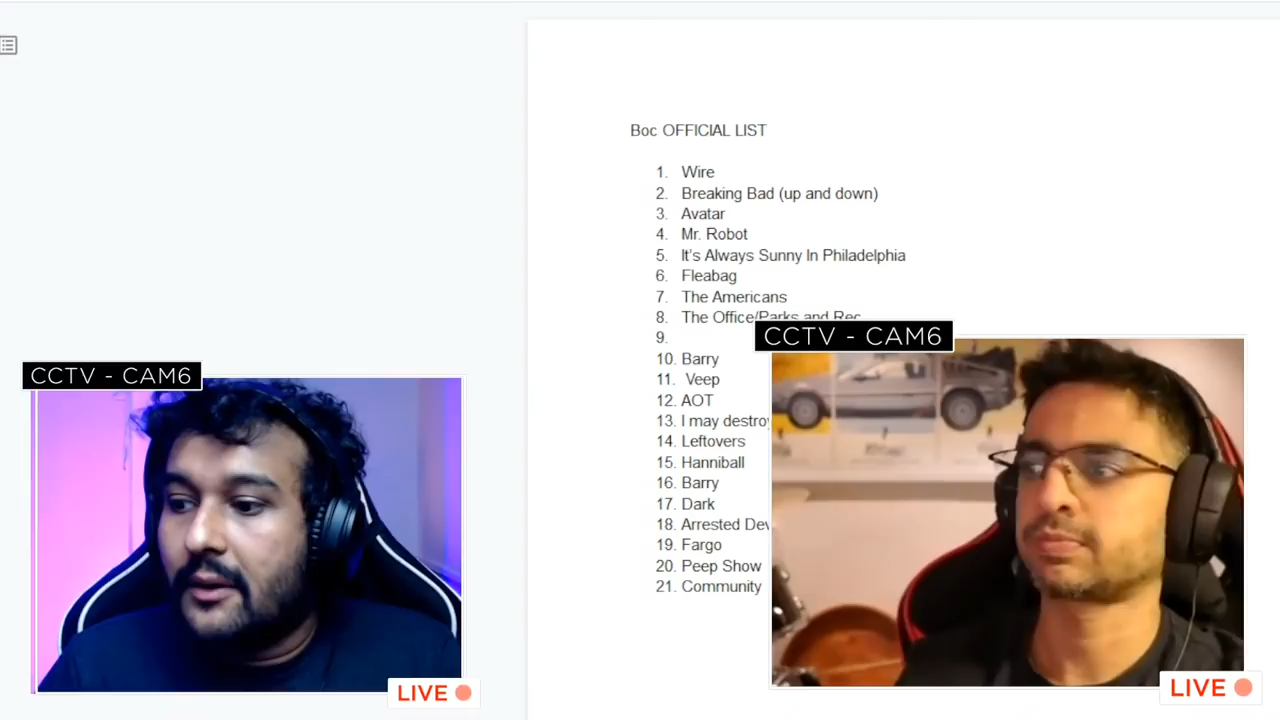 Boc OFFICIAL LIST
1. Wire
2. Breaking Bad (up and down)
3. Avatar
4. Mr. Robot
5. It's Always Sunny In Philadelphia
6. Fleabag
7. The Americans
8. The Office/Parks and Rec
9.
10. Barry
11. Veep
12. AOT
13. I may destroy
14. Leftovers
15. Hanniball
16. Barry
17. Dark
18. Arrested Dev
19. Fargo
20. Peep Show
21. Community
CCTV - CAM6
CCTV - CAM6
LIVE
LIVE